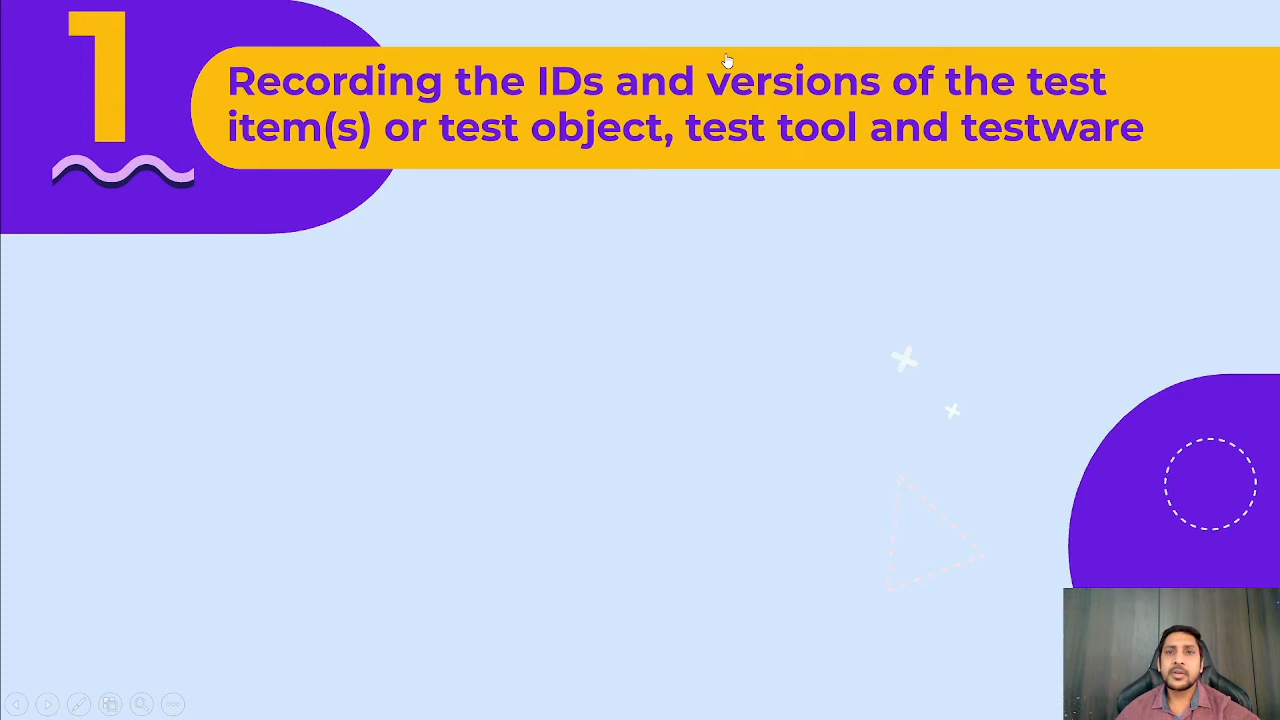 1
Recording the IDs and versions of the test
item(s) or test object, test tool and testware